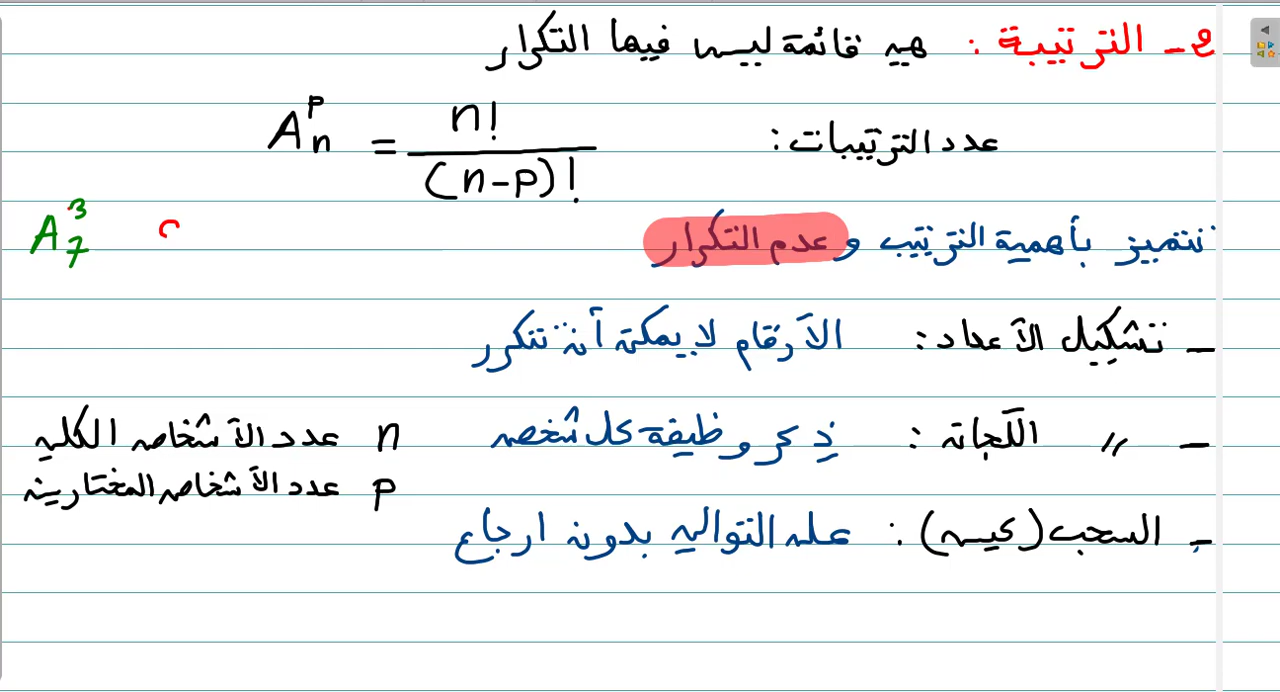 2- الترتيبة : هي قائمة ليس فيها التكرار
عدد الترتيبات : A_n^p = n! / (n-p)!
تتميز بأهمية الترتيب و عدم التكرار
A_7^3
- تشكيل الأعداد : الأرقام لا يمكن أن تتكرر
- // اللجان : ذكر وظيفة كل شخص
n عدد الأشخاص الكلي
p عدد الأشخاص المختارين
- السحب (كيس) : على التوالي بدون ارجاع